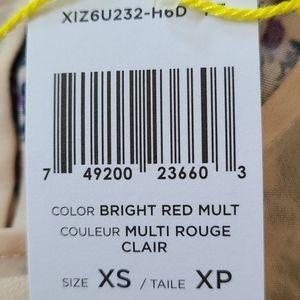 XIZ6U232-H6D
7 49200 23660 3
COLOR BRIGHT RED MULT
COULEUR MULTI ROUGE
CLAIR
SIZE XS / TAILE XP